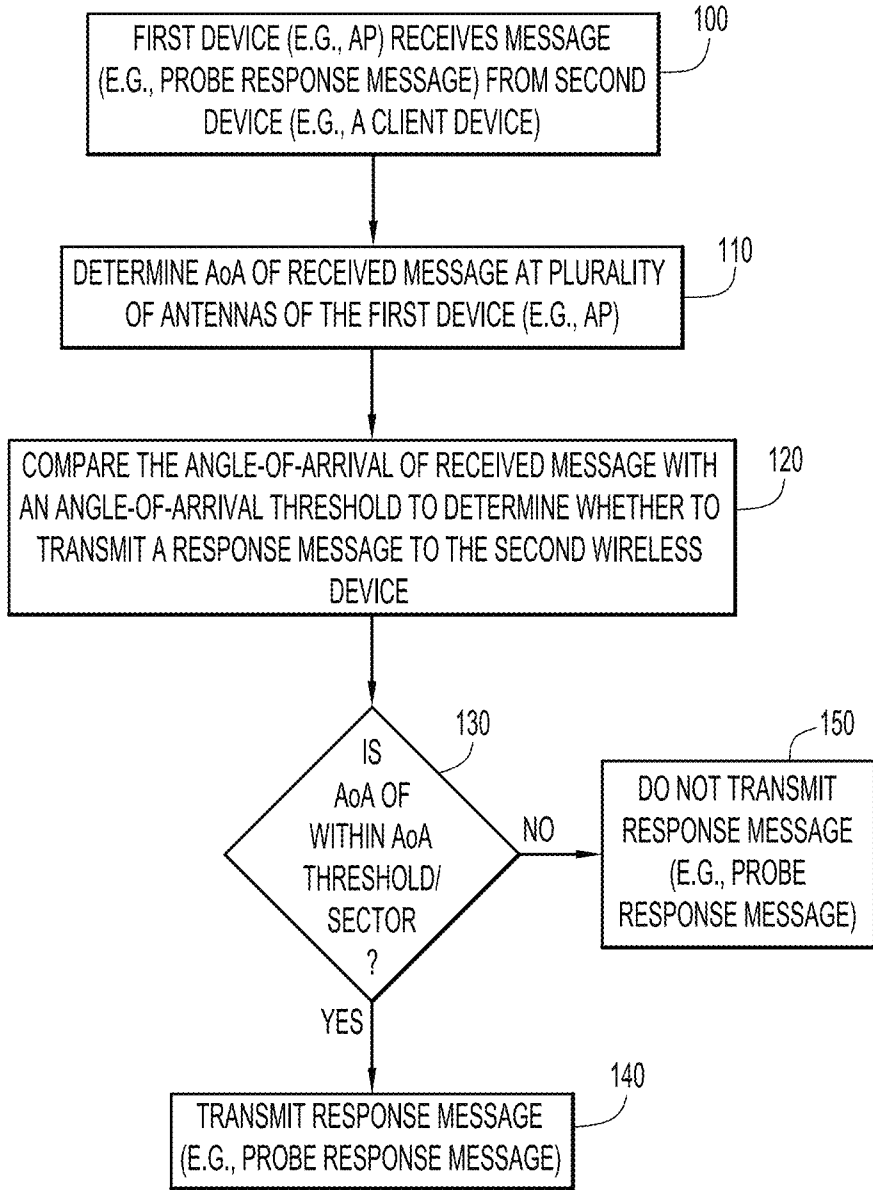 FIRST DEVICE (E.G., AP) RECEIVES MESSAGE
(E.G., PROBE RESPONSE MESSAGE) FROM SECOND
DEVICE (E.G., A CLIENT DEVICE)
100
DETERMINE AoA OF RECEIVED MESSAGE AT PLURALITY
OF ANTENNAS OF THE FIRST DEVICE (E.G., AP)
110
COMPARE THE ANGLE-OF-ARRIVAL OF RECEIVED MESSAGE WITH
AN ANGLE-OF-ARRIVAL THRESHOLD TO DETERMINE WHETHER TO
TRANSMIT A RESPONSE MESSAGE TO THE SECOND WIRELESS
DEVICE
120
IS
AoA OF
WITHIN AoA
THRESHOLD/
SECTOR
?
130
NO
DO NOT TRANSMIT
RESPONSE MESSAGE
(E.G., PROBE
RESPONSE MESSAGE)
150
YES
TRANSMIT RESPONSE MESSAGE
(E.G., PROBE RESPONSE MESSAGE)
140